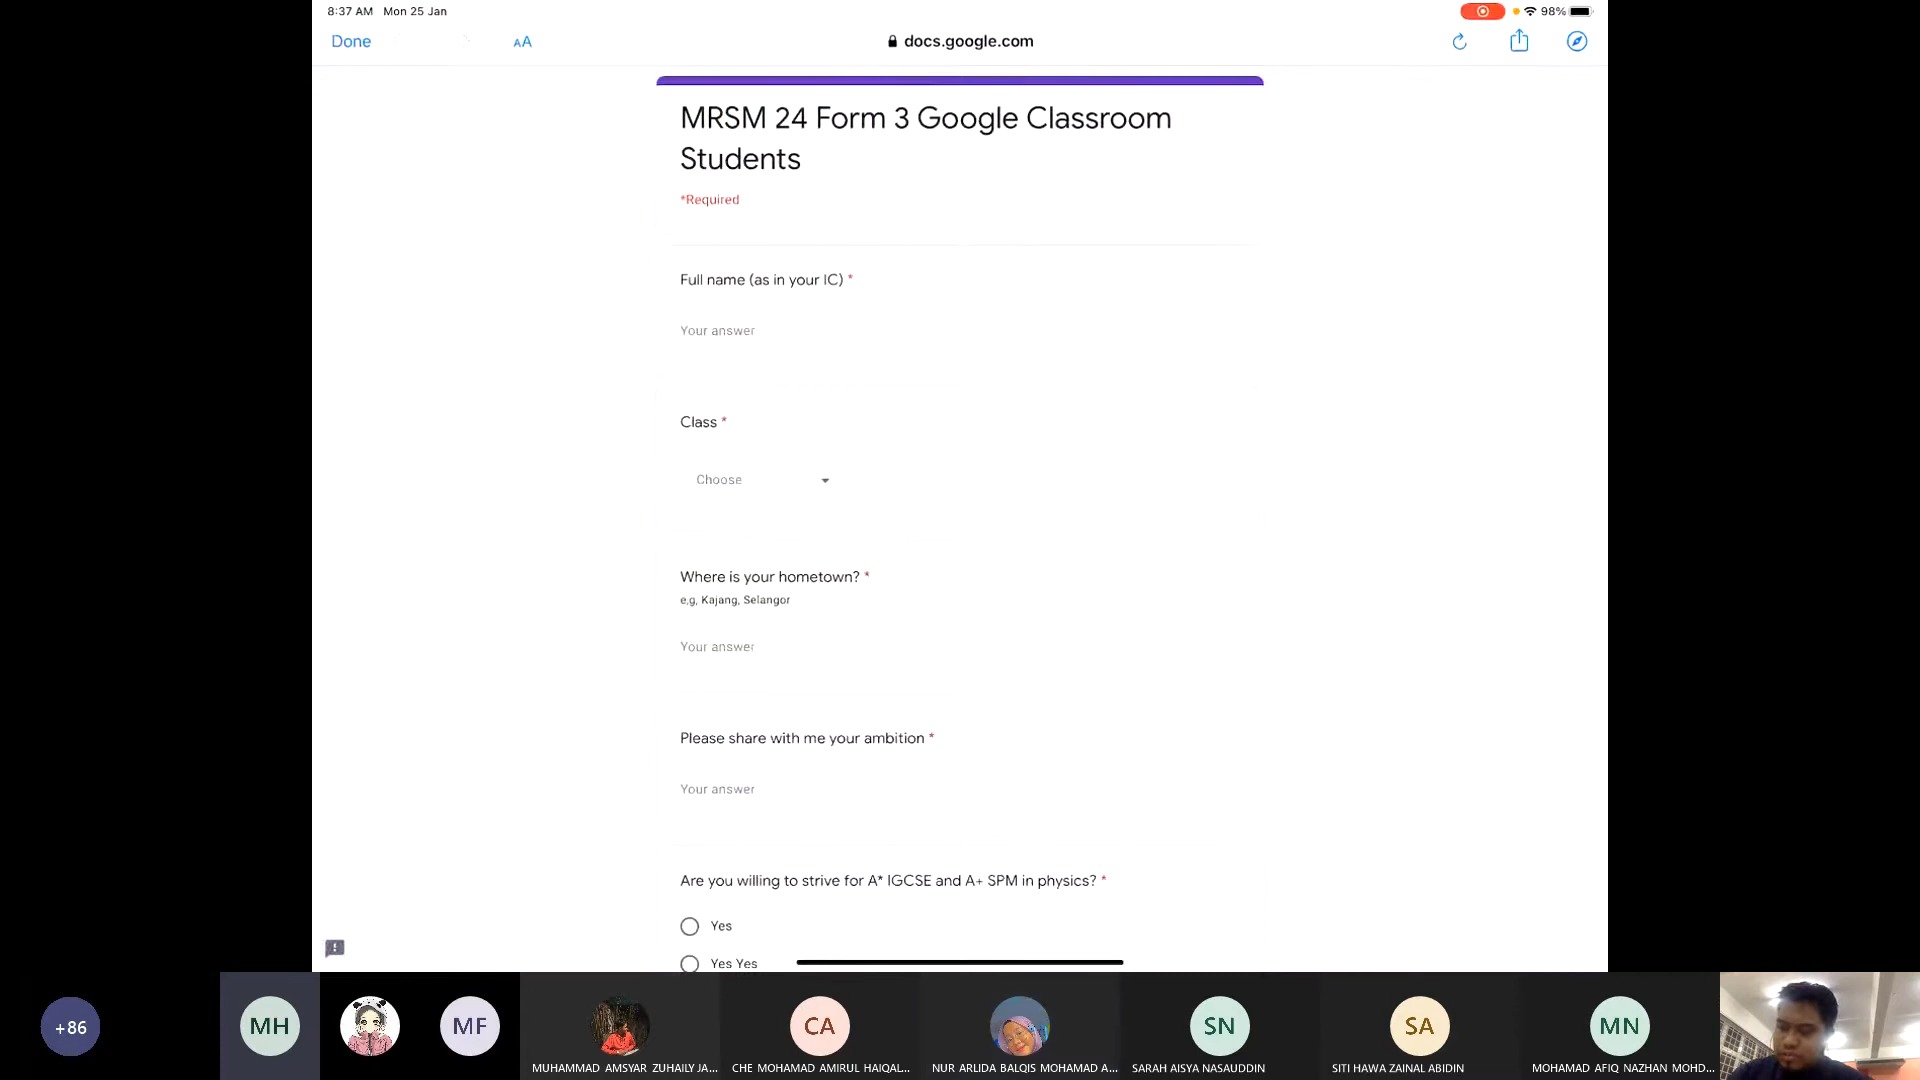 8:37 AM Mon 25 Jan
98%
Done
AA
docs.google.com
MRSM 24 Form 3 Google Classroom
Students
*Required
Full name (as in your IC) *
Your answer
Class *
Choose
Where is your hometown? *
e,g, Kajang, Selangor
Your answer
Please share with me your ambition *
Your answer
Are you willing to strive for A* IGCSE and A+ SPM in physics? *
Yes
Yes Yes
+86
MH
MF
CA
SN
SA
MN
MUHAMMAD AMSYAR ZUHAILY JA...
CHE MOHAMAD AMIRUL HAIQAL...
NUR ARLIDA BALQIS MOHAMAD A...
SARAH AISYA NASAUDDIN
SITI HAWA ZAINAL ABIDIN
MOHAMAD AFIQ NAZHAN MOHD...